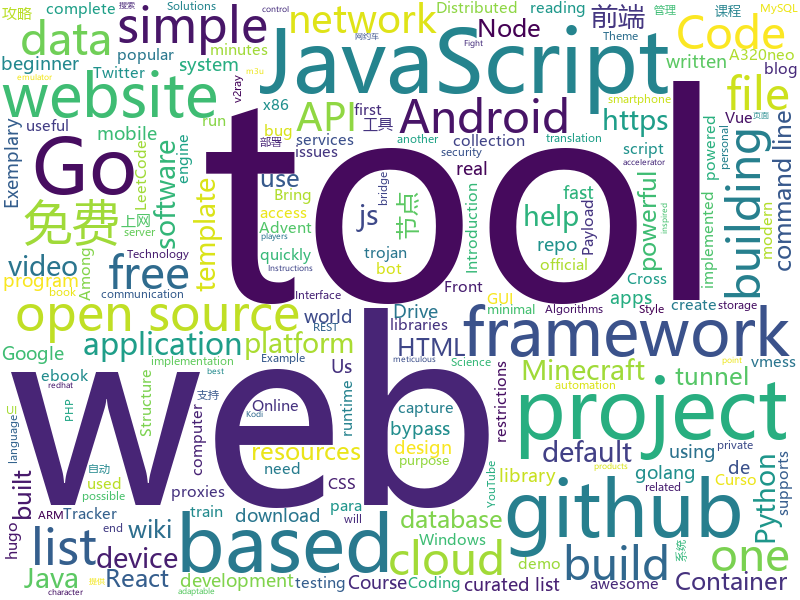 攻略 complete Solutions 搜索 control
simple network 前端 Distributed reading 管理 课程 MySQL
data popular minutes Node Code written A320neo
beginner Twitter system JavaScript Theme blog
website API Android file
useful mobile x86 first 工具 v2ray
Exemplary bug services issues another collection https Vue powered
Go tool script 部署 smartphone
software run security translation accelerator personal 页面
engine use real fast modern
LeetCode Bring access js 节点 help Introduction powerful building command line
免费 上网 template Advent trojan repo Payload implemented
server quickly bot official Cross
video Among free bridge GUI create storage inspired
program Technology players Instructions world Drive Front Interface Algorithms apps Style
book communication minimal libraries REST Example
open source platform framework
Google application Us HTML Science best vmess
ebook Structure implementation Online runtime meticulous Minecraft tunnel
PHP computer restrictions automation
redhat web capture bypass design purpose default using
resources project de
language 自动 proxies css YouTube library golang Python supports
used need wiki Curso
possible Kodi database related private
list built para download github 系统 products
hugo ARM Tracker train end Windows cloud build one
device will demo testing Course Coding awesome
Java React development curated list Container
emulator character Fight m3u 支持 提供 point adaptable
based